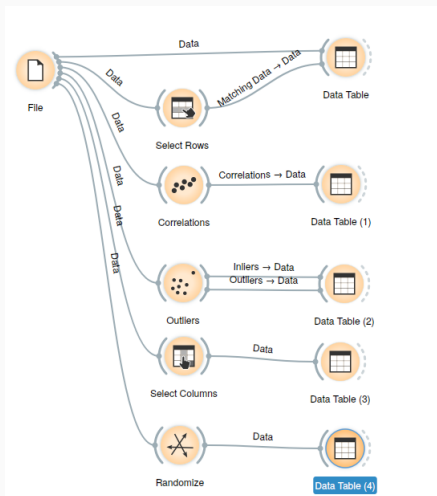 Data
File
Data
Matching Data → Data
Data Table
Select Rows
Data
Correlations → Data
Correlations
Data Table (1)
Data
Inliers → Data
Outliers → Data
Outliers
Data Table (2)
Data
Data
Select Columns
Data Table (3)
Data
Data
Randomize
Data Table (4)